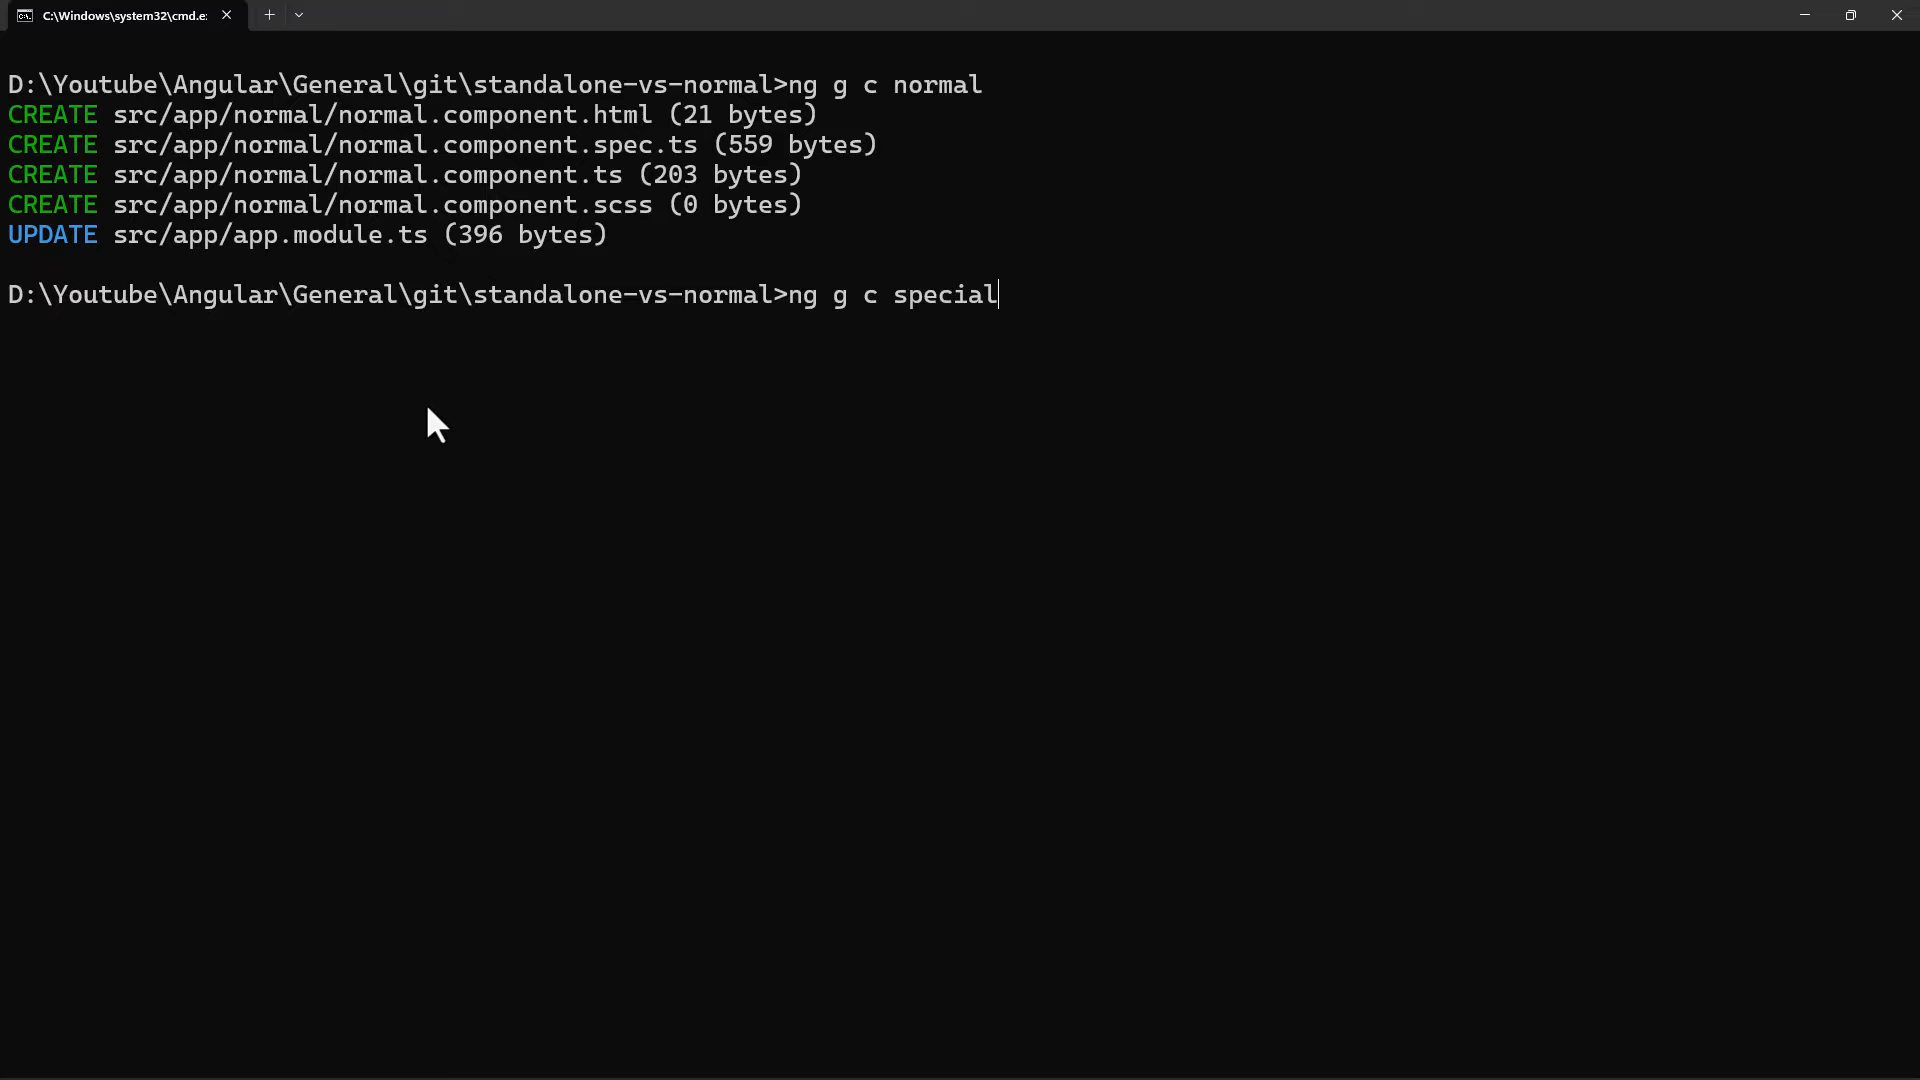 C:\Windows\system32\cmd.e:
D:\Youtube\Angular\General\git\standalone-vs-normal>ng g c normal
CREATE src/app/normal/normal.component.html (21 bytes)
CREATE src/app/normal/normal.component.spec.ts (559 bytes)
CREATE src/app/normal/normal.component.ts (203 bytes)
CREATE src/app/normal/normal.component.scss (0 bytes)
UPDATE src/app/app.module.ts (396 bytes)
D:\Youtube\Angular\General\git\standalone-vs-normal>ng g c special